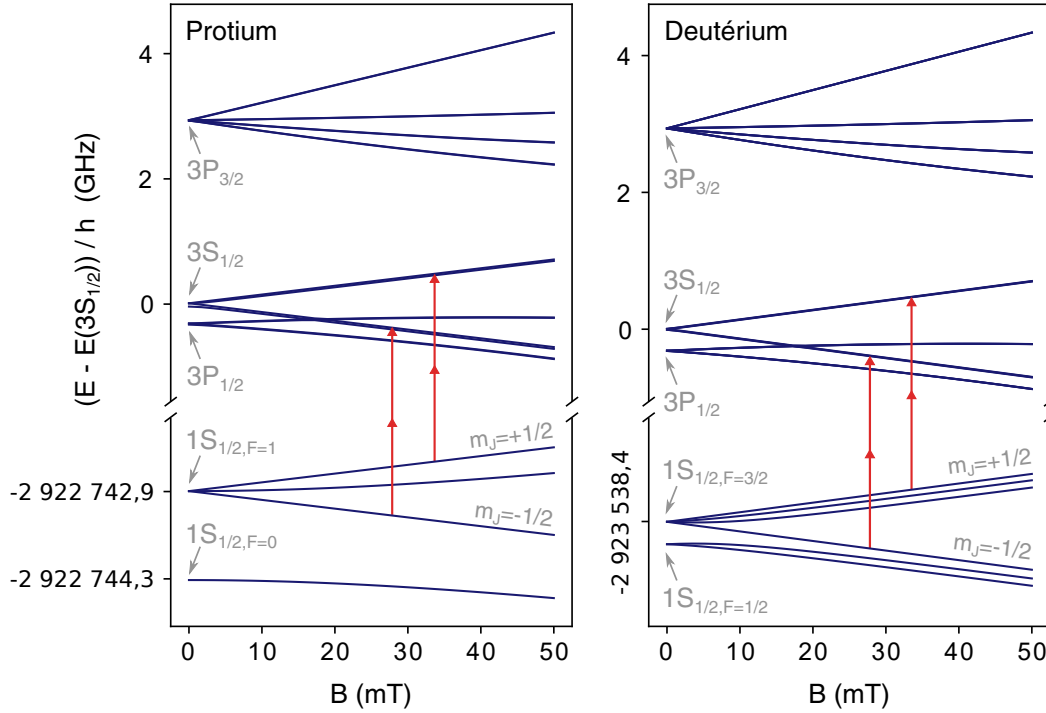 Protium
Deutérium
(E - E(3S1/2)) / h (GHz)
4
2
0
-2 922 742,9
-2 922 744,3
3P3/2
3S1/2
3P1/2
1S1/2,F=1
1S1/2,F=0
mJ=+1/2
mJ=-1/2
0 10 20 30 40 50
B (mT)
4
2
0
-2 923 538,4
3P3/2
3S1/2
3P1/2
1S1/2,F=3/2
1S1/2,F=1/2
mJ=+1/2
mJ=-1/2
0 10 20 30 40 50
B (mT)